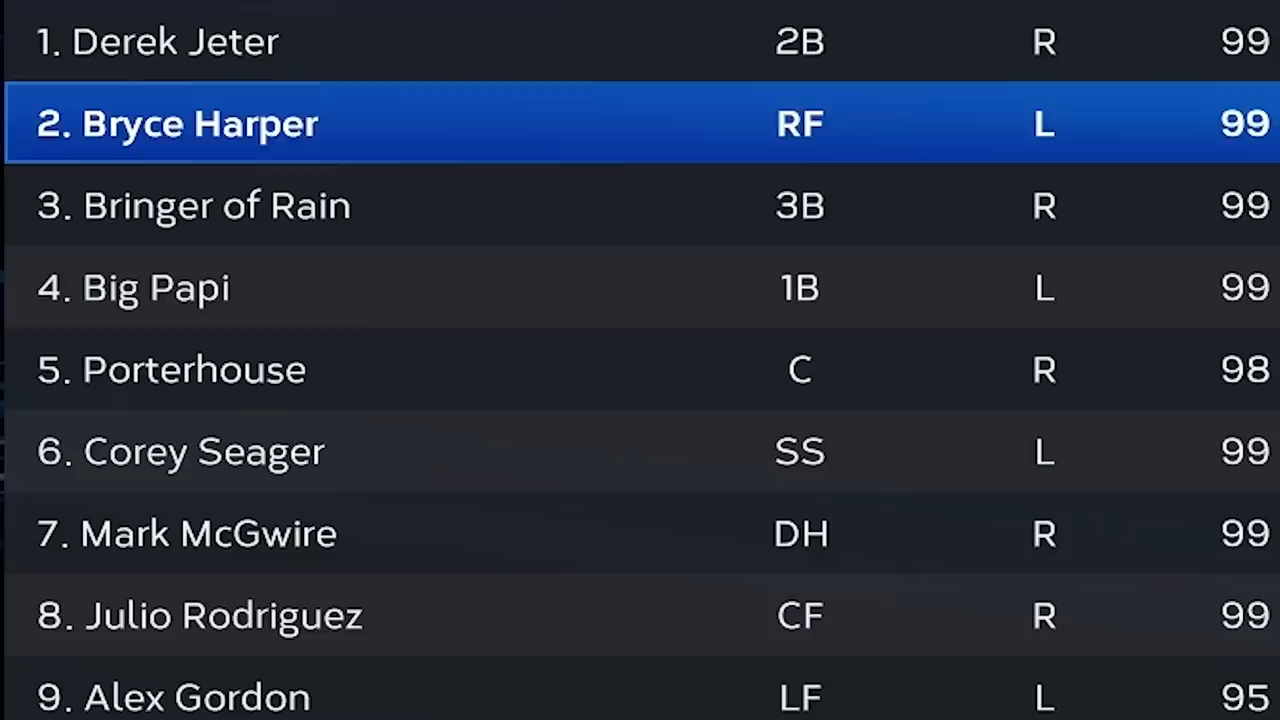 1. Derek Jeter 2B R 99
2. Bryce Harper RF L 99
3. Bringer of Rain 3B R 99
4. Big Papi 1B L 99
5. Porterhouse C R 98
6. Corey Seager SS L 99
7. Mark McGwire DH R 99
8. Julio Rodriguez CF R 99
9. Alex Gordon LF L 95